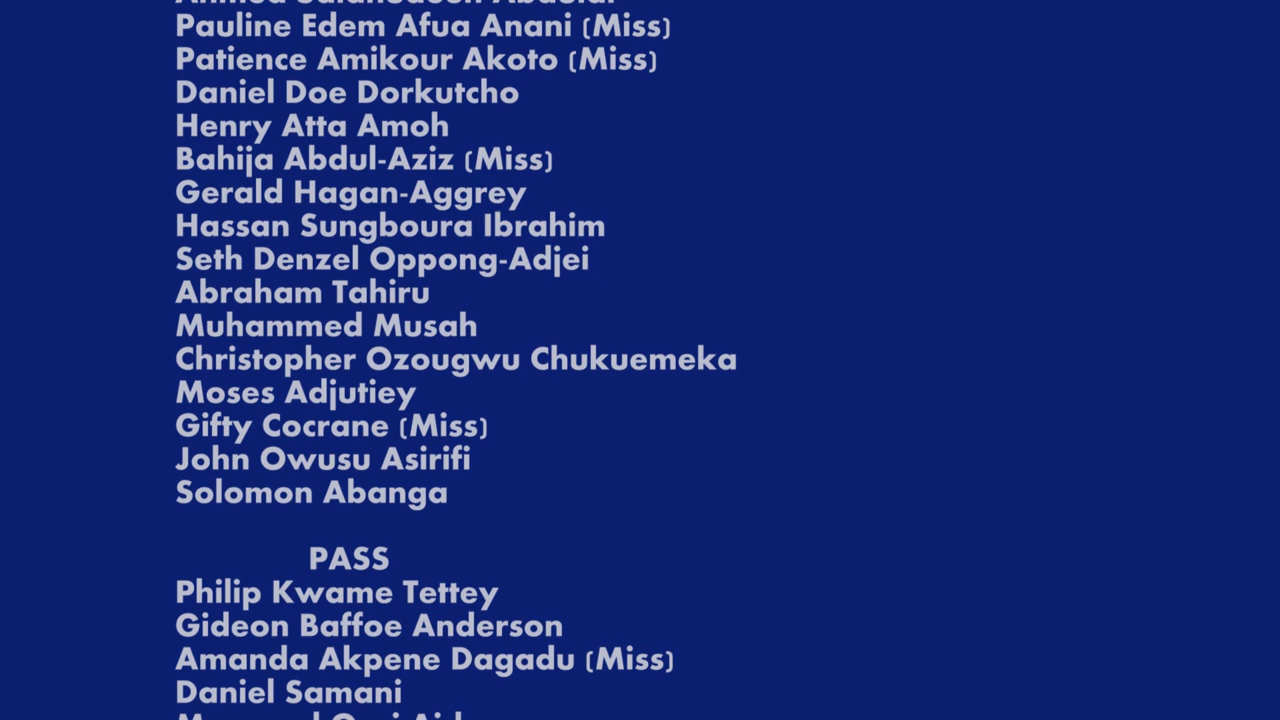 Pauline Edem Afua Anani (Miss)
Patience Amikour Akoto (Miss)
Daniel Doe Dorkutcho
Henry Atta Amoh
Bahija Abdul-Aziz (Miss)
Gerald Hagan-Aggrey
Hassan Sungboura Ibrahim
Seth Denzel Oppong-Adjei
Abraham Tahiru
Muhammed Musah
Christopher Ozougwu Chukuemeka
Moses Adjutiey
Gifty Cocrane (Miss)
John Owusu Asirifi
Solomon Abanga
PASS
Philip Kwame Tettey
Gideon Baffoe Anderson
Amanda Akpene Dagadu (Miss)
Daniel Samani